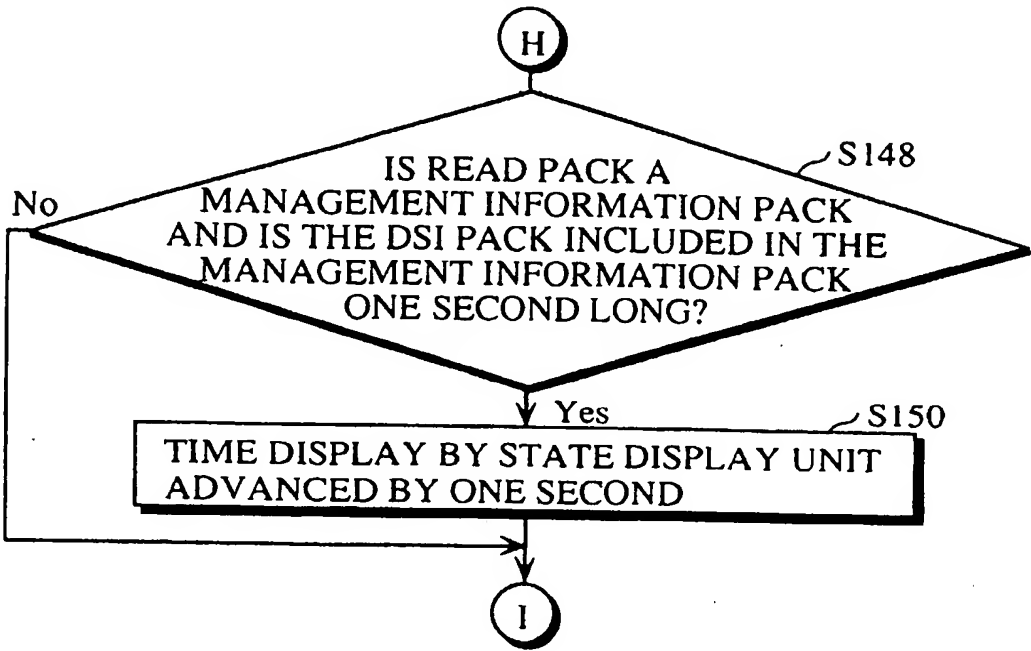 H
S148
IS READ PACK A
MANAGEMENT INFORMATION PACK
AND IS THE DSI PACK INCLUDED IN THE
MANAGEMENT INFORMATION PACK
ONE SECOND LONG?
No
Yes
S150
TIME DISPLAY BY STATE DISPLAY UNIT
ADVANCED BY ONE SECOND
I